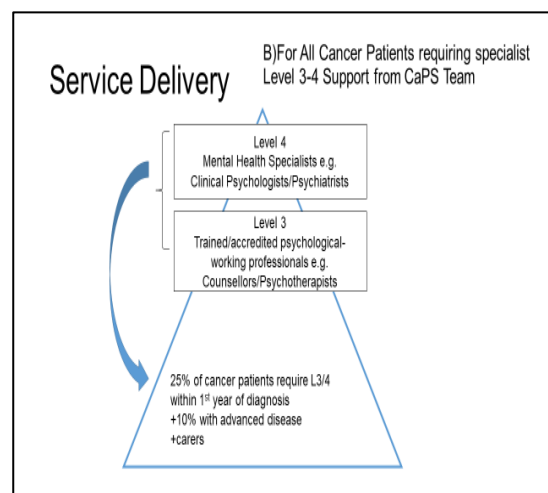 Service Delivery
B)For All Cancer Patients requiring specialist
Level 3-4 Support from CaPS Team
Level 4
Mental Health Specialists e.g.
Clinical Psychologists/Psychiatrists
Level 3
Trained/accredited psychological-
working professionals e.g.
Counsellors/Psychotherapists
25% of cancer patients require L3/4
within 1st year of diagnosis
+10% with advanced disease
+carers